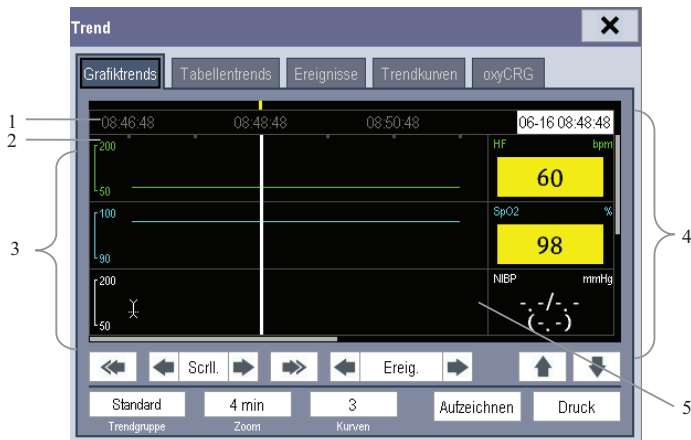 Trend
Grafiktrends Tabellentrends Ereignisse Trendkurven oxyCRG
1 08:46:48 08:48:48 08:50:48 06-16 08:48:48
2
200 HF bpm
60
50
3
100 SpO2 %
98
90
4
200 NIBP mmHg
-.-/-.-
(-.-)
50
Scrll. Ereig.
5
Standard 4 min 3 Aufzeichnen Druck
Trendgruppe Zoom Kurven